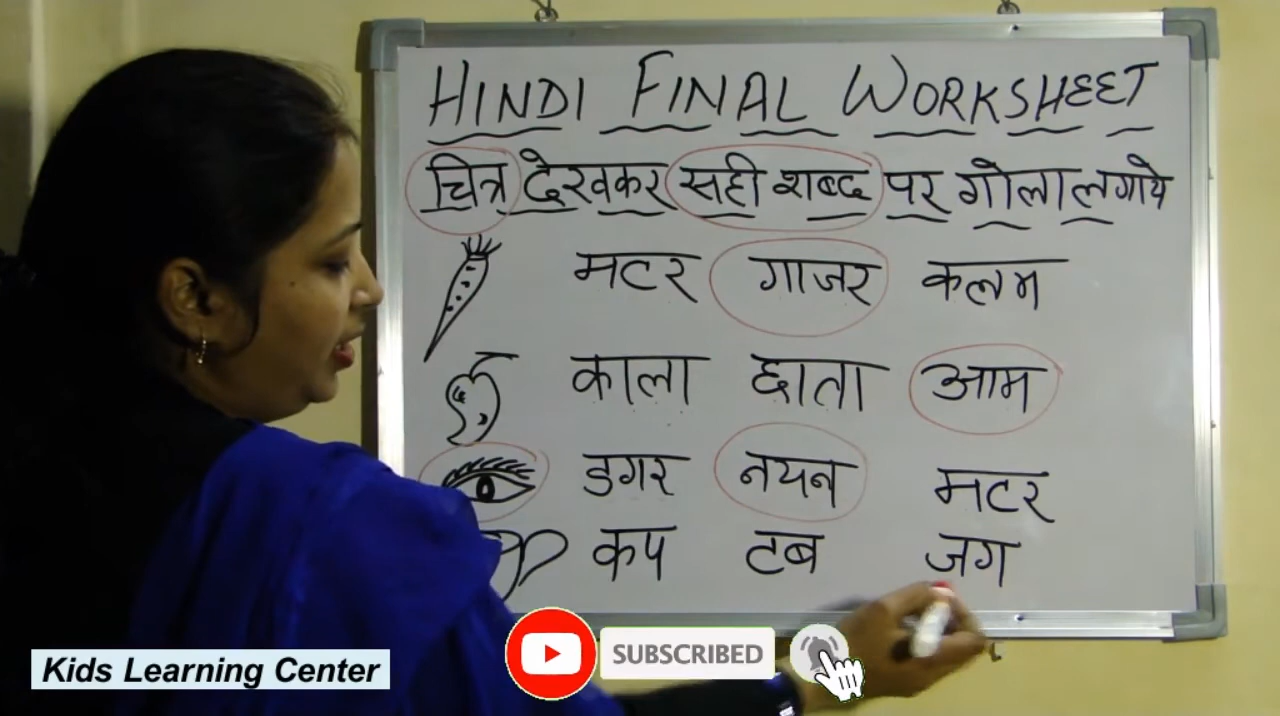 HINDI FINAL WORKSHEET
चित्र देखकर सही शब्द पर गोला लगाये
मटर गाजर कलम
काला छाता आम
डगर नयन मटर
कप टब जग
SUBSCRIBED
Kids Learning Center